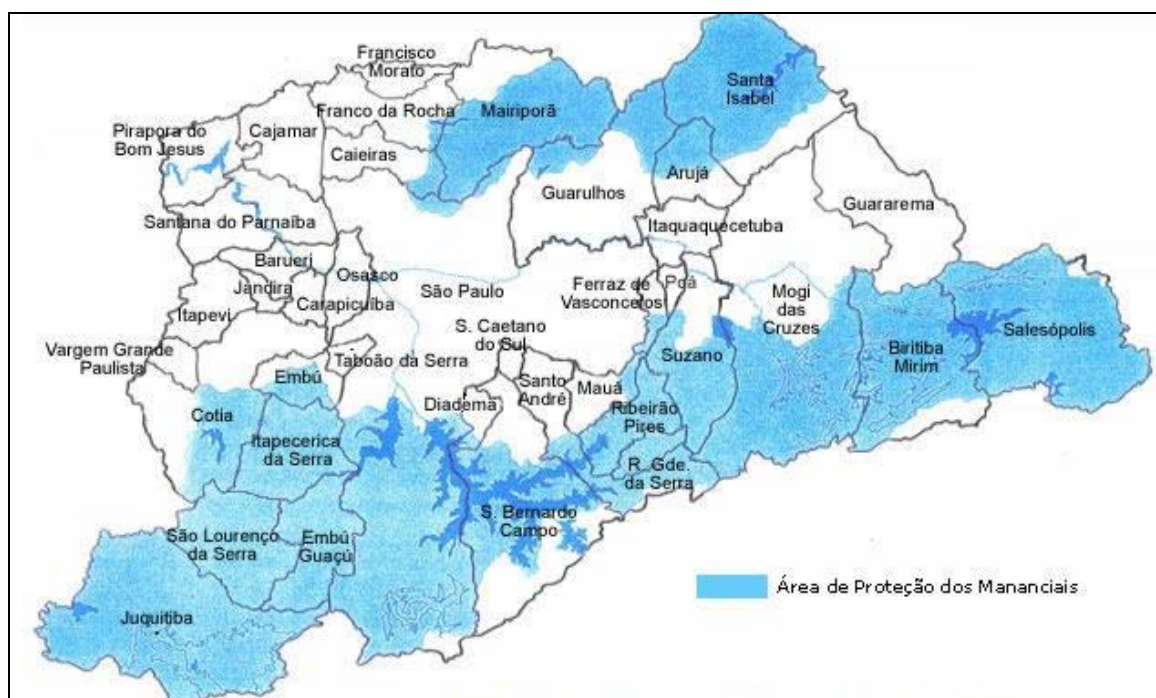 Francisco
Morato
Franco da Rocha
Mairiporã
Santa
Isabel
Pirapora do
Bom Jesus
Cajamar
Caieiras
Arujá
Guarulhos
Guararema
Santana do Parnaíba
Itaquaquecetuba
Barueri
Jandira
Osasco
Carapicuíba
São Paulo
Ferraz de
Vasconcelos
Poá
Mogi
das
Cruzes
Itapevi
Salesópolis
Biritiba
Mirim
Suzano
S. Caetano
do Sul
Vargem Grande
Paulista
Taboão da Serra
Embú
Santo
André
Mauá
Diadema
Cotia
Itapecerica
da Serra
Ribeirão
Pires
R. Gde.
da Serra
S. Bernardo
Campo
São Lourenço
da Serra
Embú
Guaçú
Juquitiba
Área de Proteção dos Mananciais